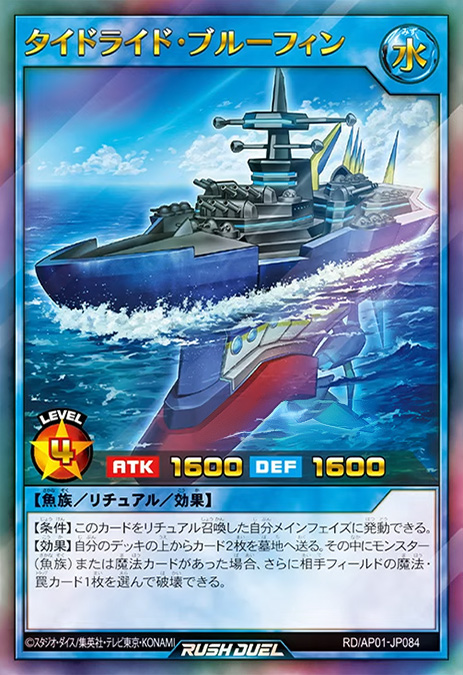 タイドライド・ブルーフィン
みず
水
LEVEL
4
ATK 1600 DEF 1600
【魚族／リチュアル／効果】
【条件】このカードをリチュアル召喚した自分メインフェイズに発動できる。
【効果】自分のデッキの上からカード2枚を墓地へ送る。その中にモンスター
（魚族）または魔法カードがあった場合、さらに相手フィールドの魔法・
罠カード1枚を選んで破壊できる。
©スタジオ・ダイス/集英社・テレビ東京・KONAMI
RUSH DUEL
RD/AP01-JP084